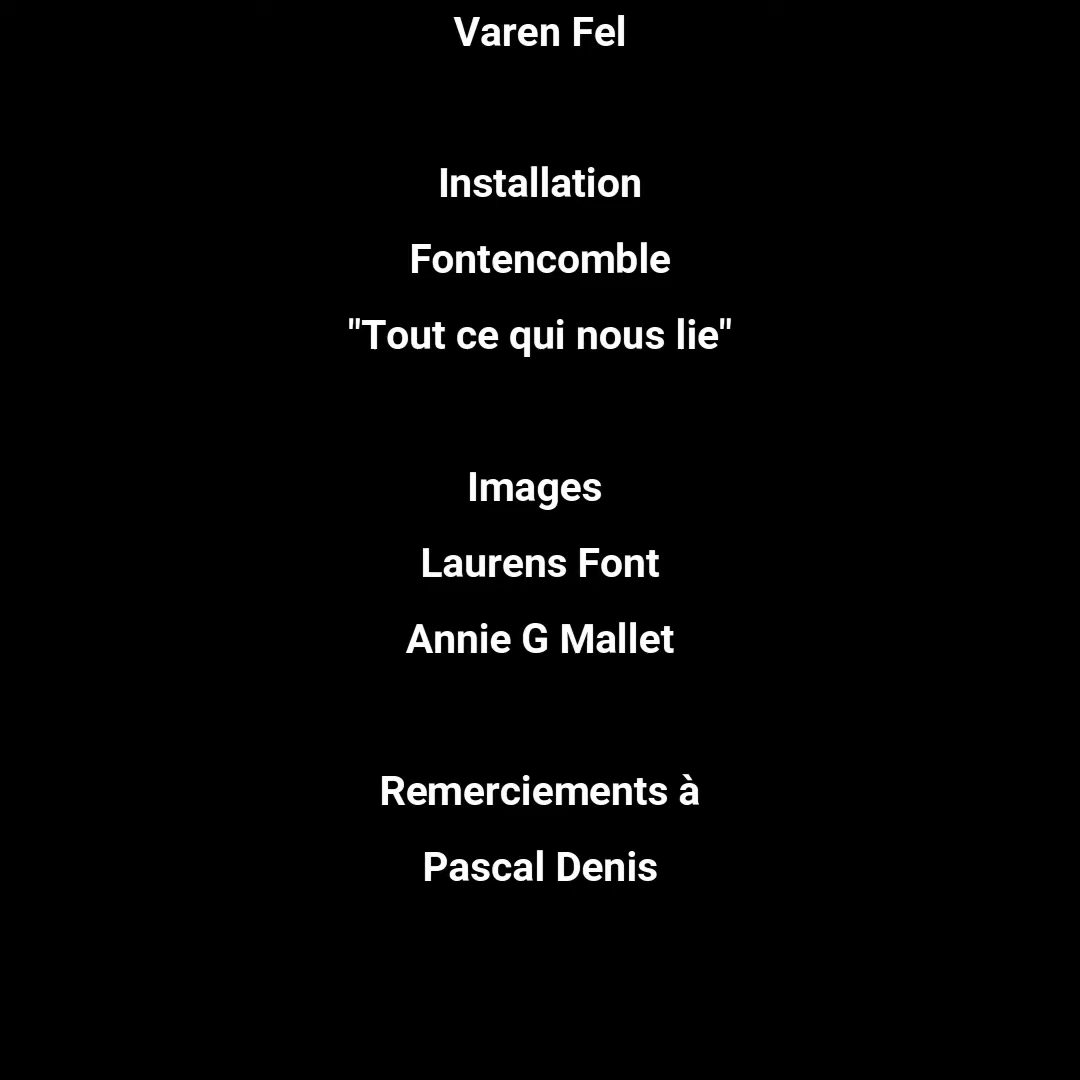 Varen Fel
Installation
Fontencomble
"Tout ce qui nous lie"
Images
Laurens Font
Annie G Mallet
Remerciements à
Pascal Denis